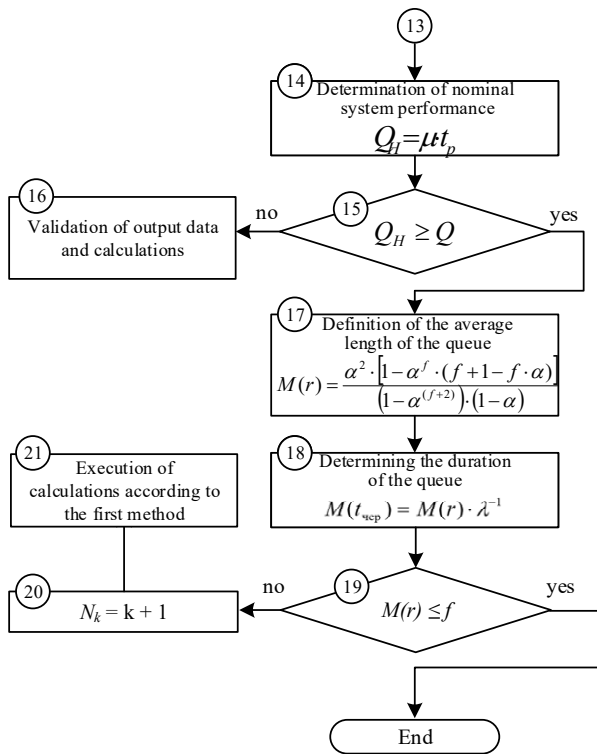 13
14
Determination of nominal
system performance
Q_H=μ·t_p
16
Validation of output data
and calculations
no
15
Q_H ≥ Q
yes
17
Definition of the average
length of the queue
M(r) = α²·[1−α^f·(f+1−f·α)] / (1−α^(f+2))·(1−α)
21
Execution of
calculations according to
the first method
18
Determining the duration
of the queue
M(t_чер) = M(r)·λ⁻¹
20
N_k = k + 1
no
19
M(r) ≤ f
yes
End